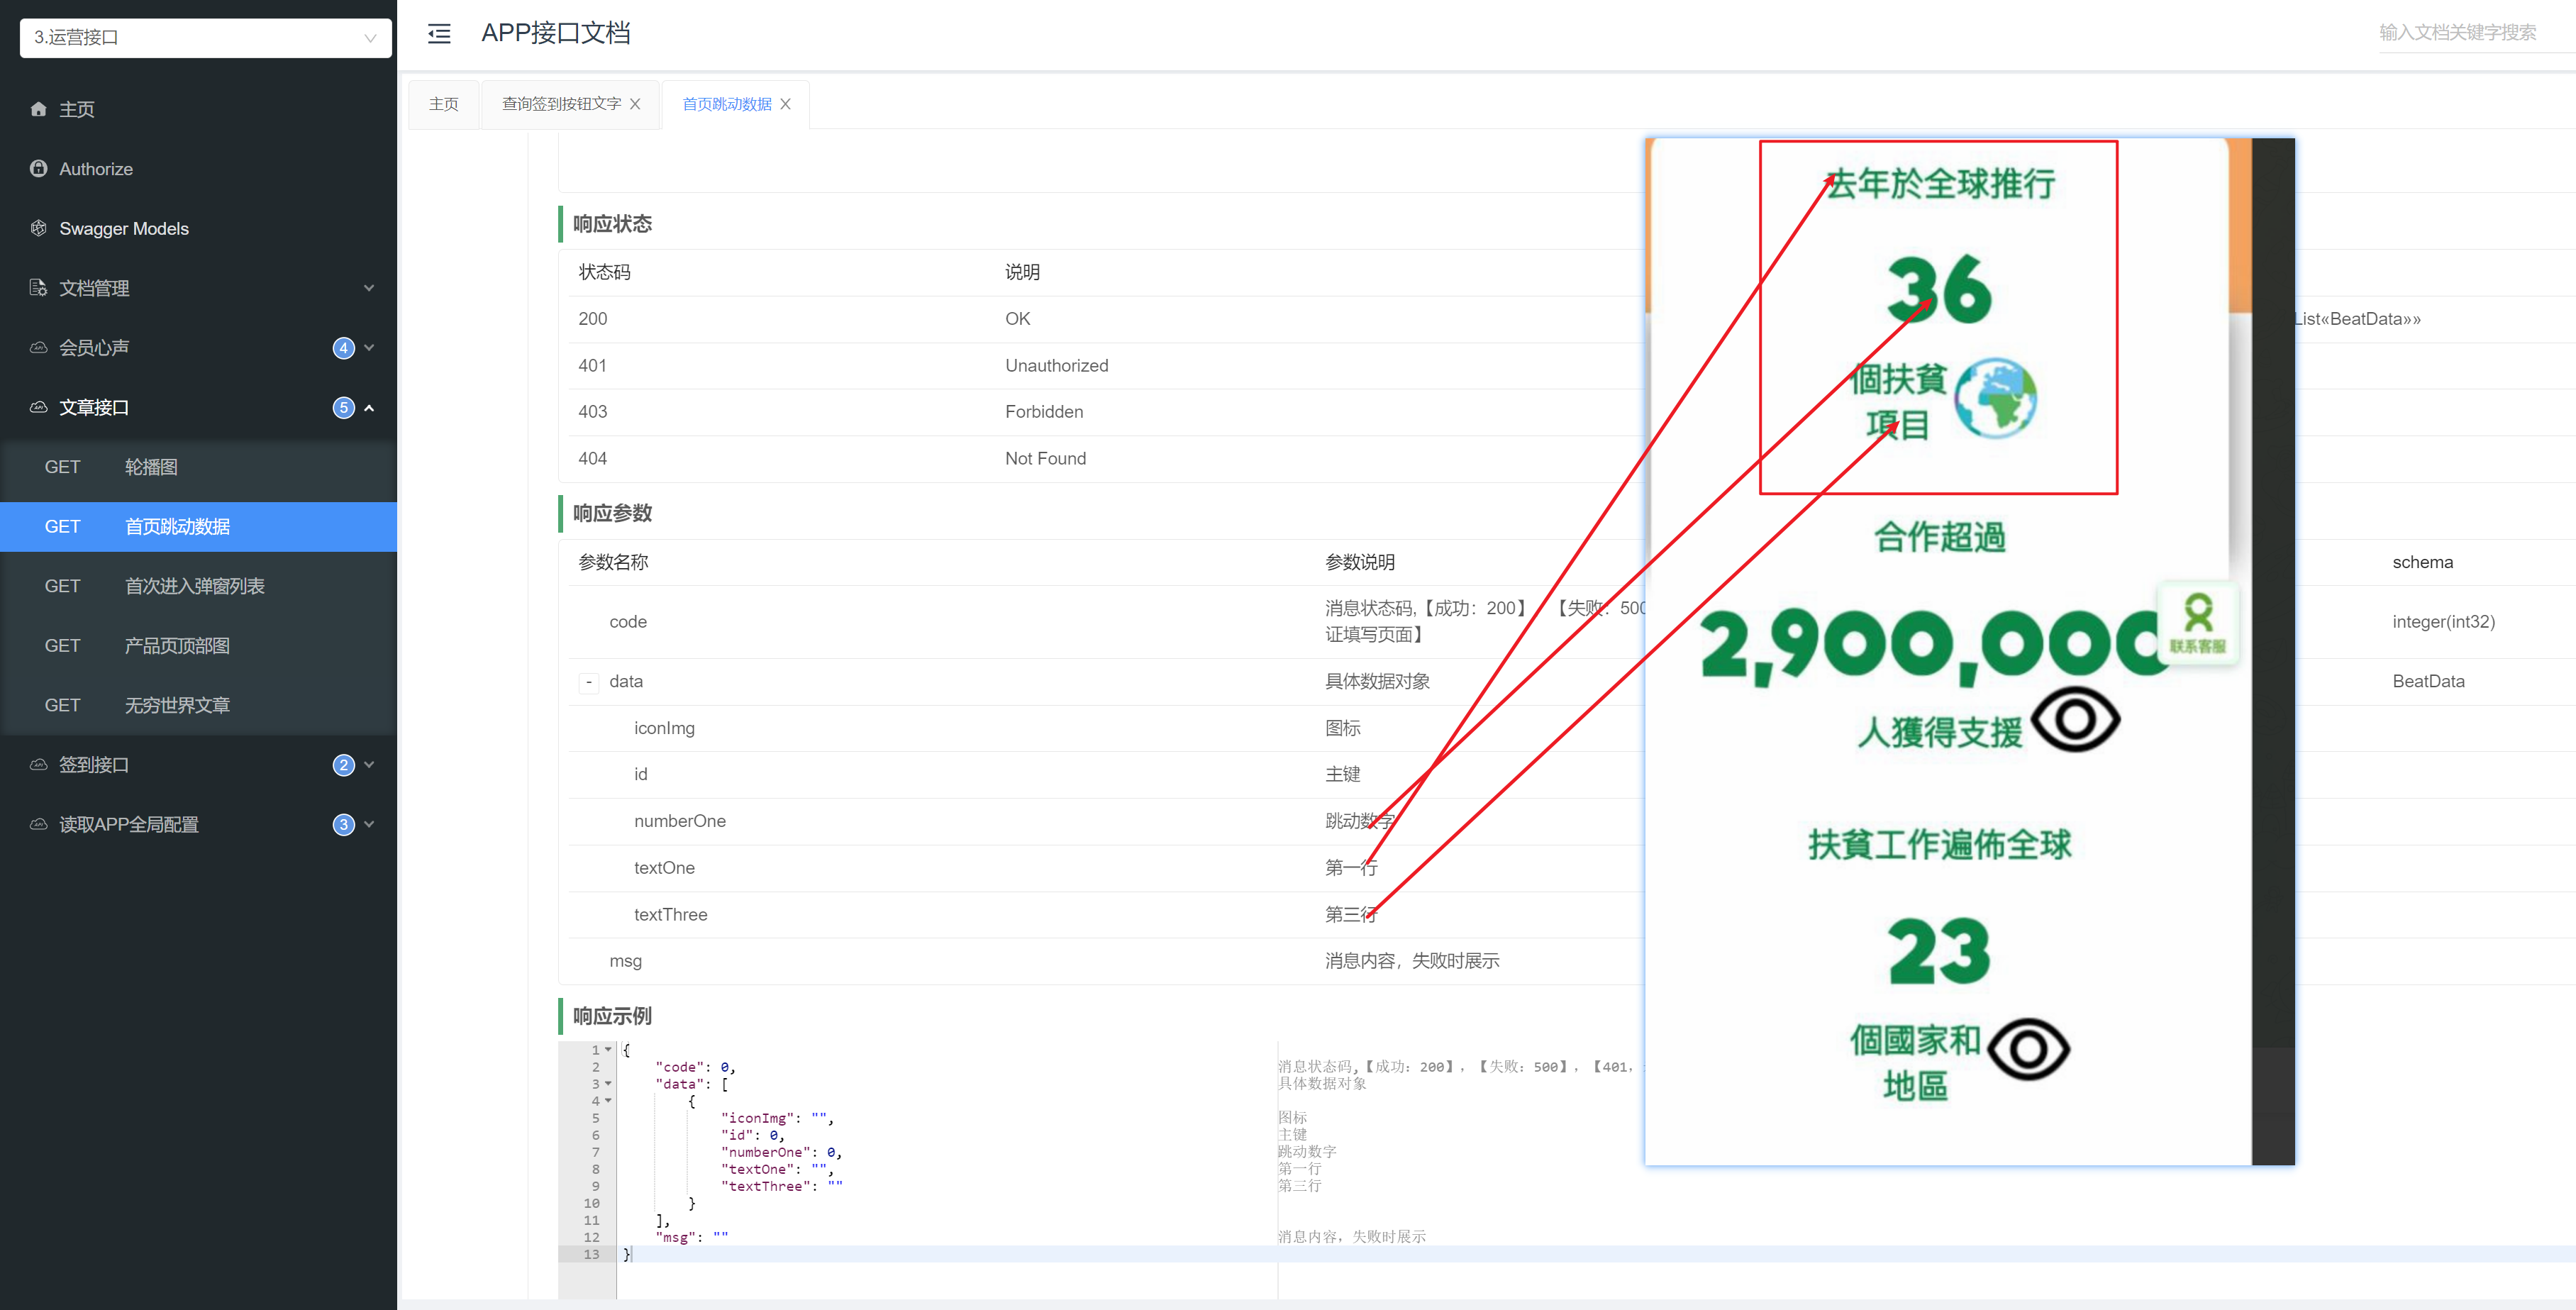 3.运营接口
APP接口文档
输入文档关键字搜索
主页
Authorize
Swagger Models
文档管理
会员心声 4
文章接口 5
GET 轮播图
GET 首页跳动数据
GET 首次进入弹窗列表
GET 产品页顶部图
GET 无穷世界文章
签到接口 2
读取APP全局配置 3
主页 查询签到按钮文字 首页跳动数据
响应状态
状态码 说明
200 OK List«BeatData»»
401 Unauthorized
403 Forbidden
404 Not Found
响应参数
参数名称 参数说明 schema
code 消息状态码,【成功：200】 【失败：500 integer(int32)
证填写页面】
- data 具体数据对象 BeatData
iconImg 图标
id 主键
numberOne 跳动数字
textOne 第一行
textThree 第三行
msg 消息内容，失败时展示
响应示例
1 {
2 "code": 0, 消息状态码,【成功：200】，【失败：500】，【401，
3 "data": [ 具体数据对象
4 {
5 "iconImg": "", 图标
6 "id": 0, 主键
7 "numberOne": 0, 跳动数字
8 "textOne": "", 第一行
9 "textThree": "" 第三行
10 }
11 ],
12 "msg": "" 消息内容，失败时展示
13 }
去年於全球推行
36
個扶貧
項目
合作超過
2,900,000
联系客服
人獲得支援
扶貧工作遍佈全球
23
個國家和
地區